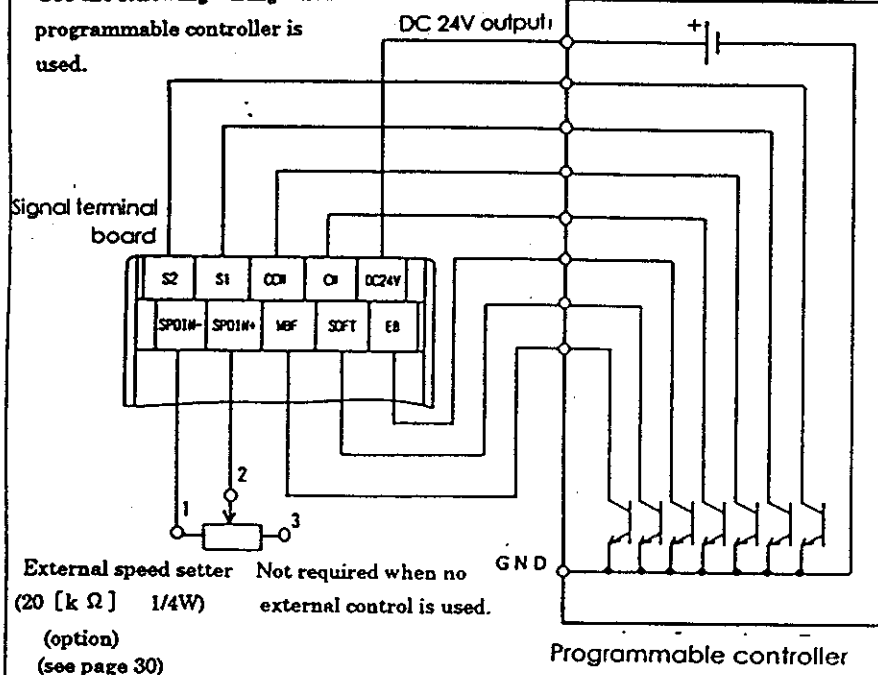 programmable controller is
used.
DC 24V output
+
Signal terminal
board
S2 S1 CCW CW DC24V
SPDIN- SPDIN+ MBF SOFT EB
1
2
3
External speed setter
(20 [k Ω] 1/4W)
(option)
(see page 30)
Not required when no
external control is used.
GND
Programmable controller